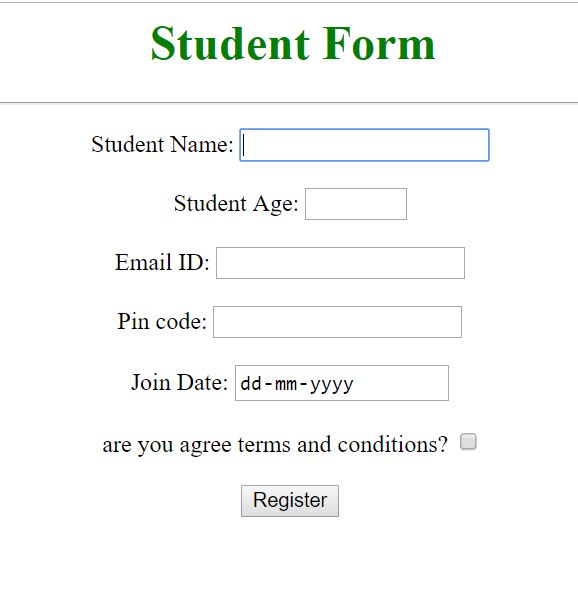 Student Form
Student Name:
Student Age:
Email ID:
Pin code:
Join Date: dd-mm-yyyy
are you agree terms and conditions?
Register